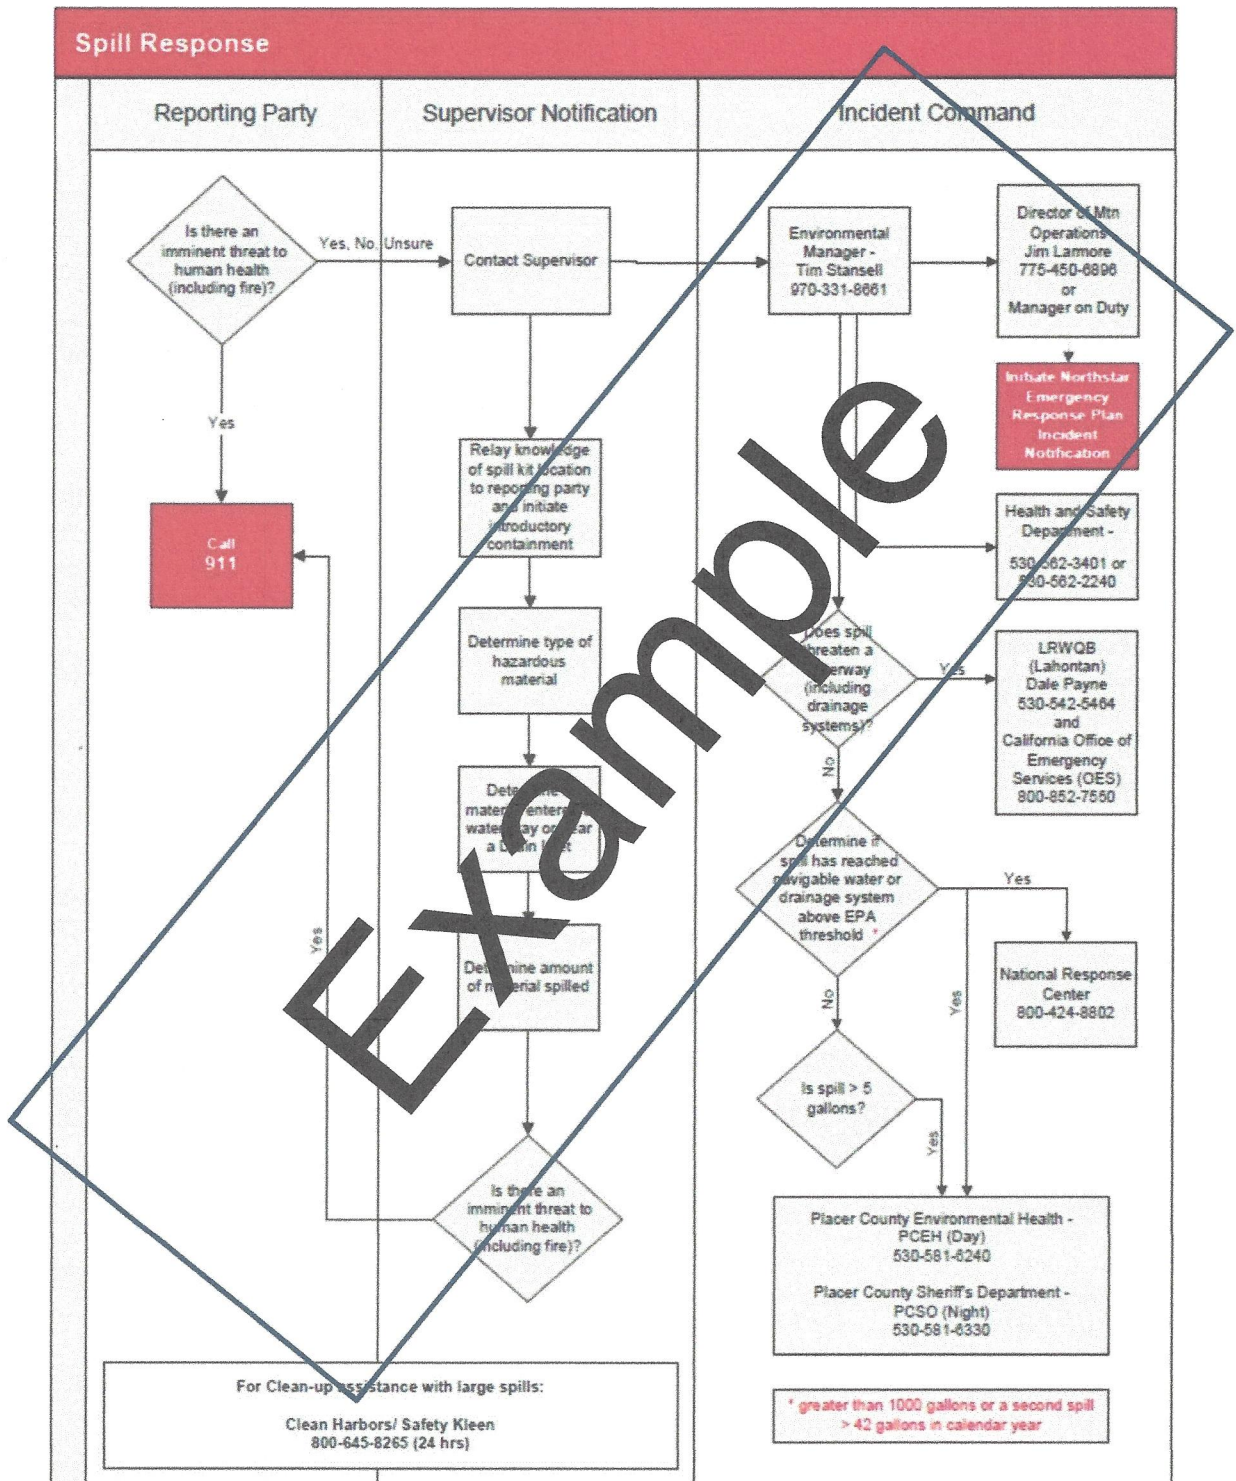 Spill Response
Reporting Party
Supervisor Notification
Incident Command
Is there an
imminent threat to
human health
(including fire)?
Yes, No, Unsure
Yes
Call
911
Contact Supervisor
Relay knowledge
of spill kit location
to reporting party
and initiate
introductory
containment
Determine type of
hazardous
material
a
Determine amount
of material spilled
Is there an
imminent threat to
human health
(including fire)?
Yes
Environmental
Manager -
Tim Stansell
970-331-8661
Director of Mtn
Operations
Jim Larmore
775-450-6896
or
Manager on Duty
Initiate Northstar
Emergency
Response Plan
Incident
Notification
Health and Safety
Department -
530-562-3401 or
530-562-2240
Does spill
threaten a
(including
drainage
systems)?
Yes
No
LRWQB
(Lahontan)
Dale Payne
530-542-5464
and
California Office of
Emergency
Services (OES)
800-852-7550
Determine if
spill has reached
navigable water or
drainage system
above EPA
threshold *
Yes
Yes
No
National Response
Center
800-424-8802
Is spill > 5
gallons?
Yes
Placer County Environmental Health -
PCEH (Day)
530-581-6240
Placer County Sheriff's Department -
PCSO (Night)
530-581-6330
For Clean-up assistance with large spills:
Clean Harbors/ Safety Kleen
800-645-8265 (24 hrs)
* greater than 1000 gallons or a second spill
> 42 gallons in calendar year
Example